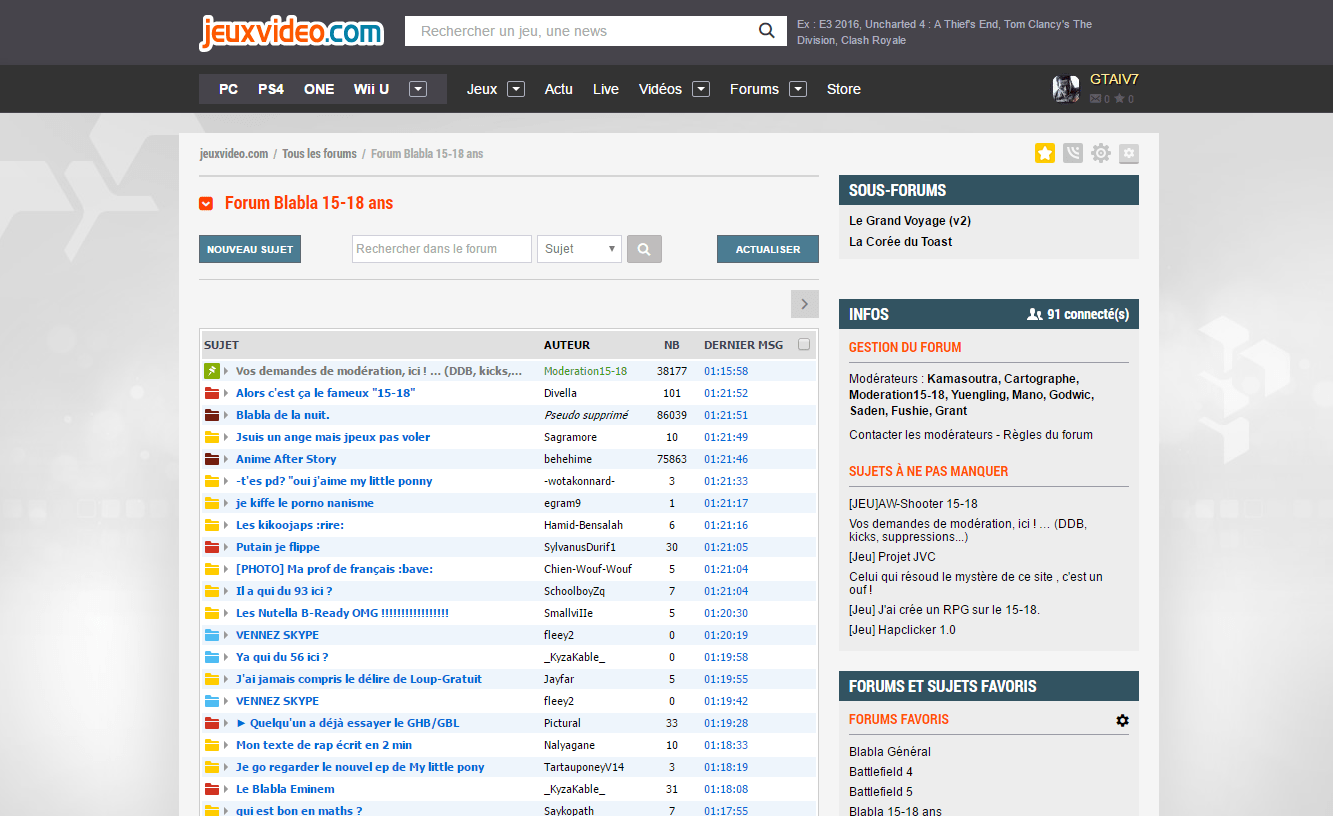 jeuxvideo.com
Rechercher un jeu, une news
Ex : E3 2016, Uncharted 4 : A Thief's End, Tom Clancy's The
Division, Clash Royale
PC PS4 ONE Wii U Jeux Actu Live Vidéos Forums Store
GTAIV7
0 0
jeuxvideo.com / Tous les forums / Forum Blabla 15-18 ans
Forum Blabla 15-18 ans
NOUVEAU SUJET Rechercher dans le forum Sujet ACTUALISER
SUJET AUTEUR NB DERNIER MSG
Vos demandes de modération, ici ! ... (DDB, kicks,... Moderation15-18 38177 01:15:58
Alors c'est ça le fameux "15-18" Divella 101 01:21:52
Blabla de la nuit. Pseudo supprimé 86039 01:21:51
Jsuis un ange mais jpeux pas voler Sagramore 10 01:21:49
Anime After Story behehime 75863 01:21:46
-t'es pd? "oui j'aime my little ponny -wotakonnard- 3 01:21:33
je kiffe le porno nanisme egram9 1 01:21:17
Les kikoojaps :rire: Hamid-Bensalah 6 01:21:16
Putain je flippe SylvanusDurif1 30 01:21:05
[PHOTO] Ma prof de français :bave: Chien-Wouf-Wouf 5 01:21:04
Il a qui du 93 ici ? SchoolboyZq 7 01:21:04
Les Nutella B-Ready OMG !!!!!!!!!!!!!!!!! SmallviIIe 5 01:20:30
VENNEZ SKYPE fleey2 0 01:20:19
Ya qui du 56 ici ? _KyzaKable_ 0 01:19:58
J'ai jamais compris le délire de Loup-Gratuit Jayfar 5 01:19:55
VENNEZ SKYPE fleey2 0 01:19:42
► Quelqu'un a déjà essayer le GHB/GBL Pictural 33 01:19:28
Mon texte de rap écrit en 2 min Nalyagane 10 01:18:33
Je go regarder le nouvel ep de My little pony TartauponeyV14 3 01:18:19
Le Blabla Eminem _KyzaKable_ 31 01:18:08
qui est bon en maths ? Saykopath 7 01:17:55
SOUS-FORUMS
Le Grand Voyage (v2)
La Corée du Toast
INFOS 91 connecté(s)
GESTION DU FORUM
Modérateurs : Kamasoutra, Cartographe,
Moderation15-18, Yuengling, Mano, Godwic,
Saden, Fushie, Grant
Contacter les modérateurs - Règles du forum
SUJETS À NE PAS MANQUER
[JEU]AW-Shooter 15-18
Vos demandes de modération, ici ! ... (DDB,
kicks, suppressions...)
[Jeu] Projet JVC
Celui qui résoud le mystère de ce site , c'est un
ouf !
[Jeu] J'ai crée un RPG sur le 15-18.
[Jeu] Hapclicker 1.0
FORUMS ET SUJETS FAVORIS
FORUMS FAVORIS
Blabla Général
Battlefield 4
Battlefield 5
Blabla 15-18 ans